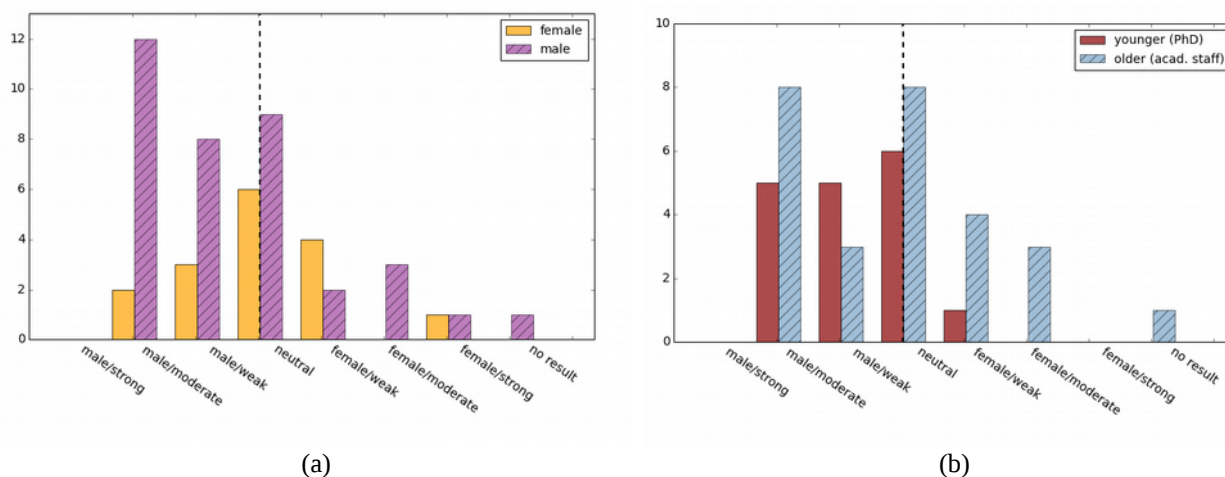 12
10
8
6
4
2
0
female
male
male/strong
male/moderate
male/weak
neutral
female/weak
female/moderate
female/strong
no result
(a)
10
8
6
4
2
0
younger (PhD)
older (acad. staff)
male/strong
male/moderate
male/weak
neutral
female/weak
female/moderate
female/strong
no result
(b)